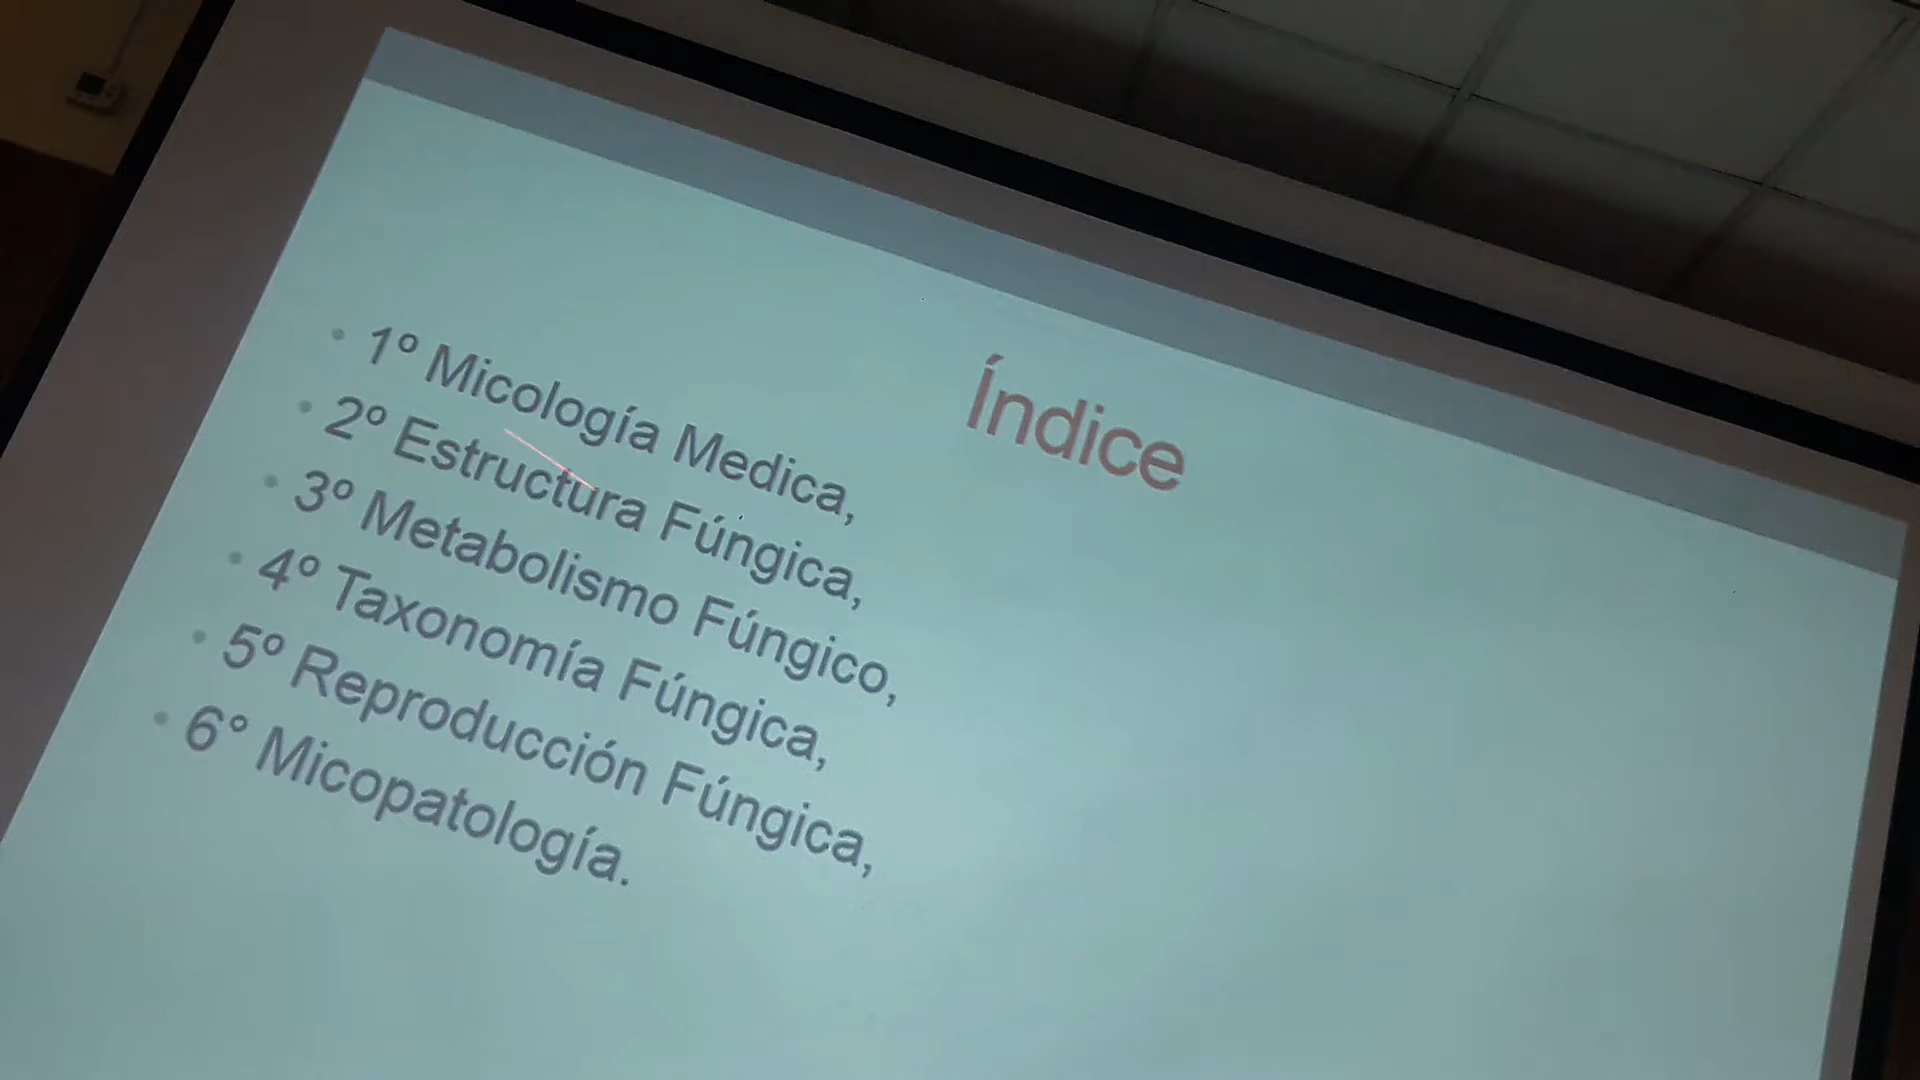 Índice
• 1º Micología Medica,
• 2º Estructura Fúngica,
• 3º Metabolismo Fúngico,
• 4º Taxonomía Fúngica,
• 5º Reproducción Fúngica,
• 6° Micopatología.